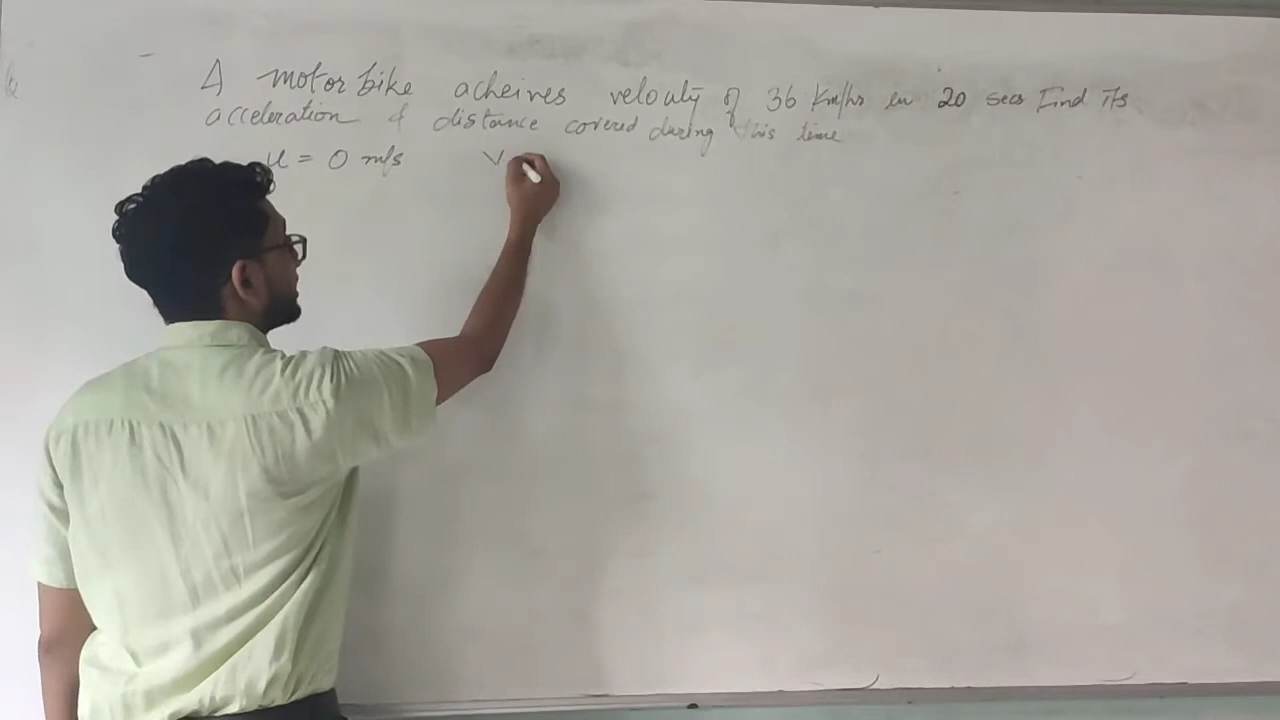 A motor bike acheives velocity of 36 Km/hr in 20 secs Find its
acceleration & distance covered during this time
u = 0 m/s V